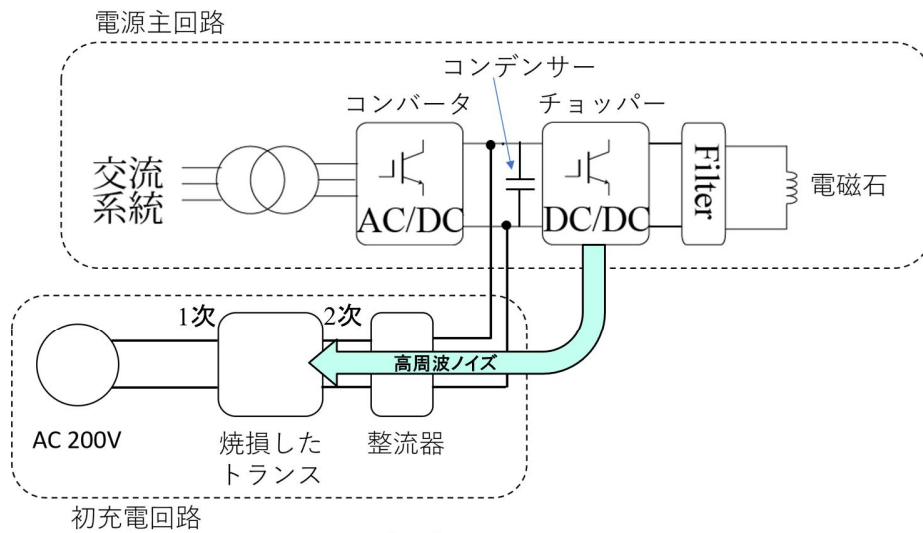 電源主回路
コンデンサー
コンバータ
チョッパー
交流
系統
AC/DC
DC/DC
Filter
電磁石
1次
2次
高周波ノイズ
AC 200V
焼損した
トランス
整流器
初充電回路